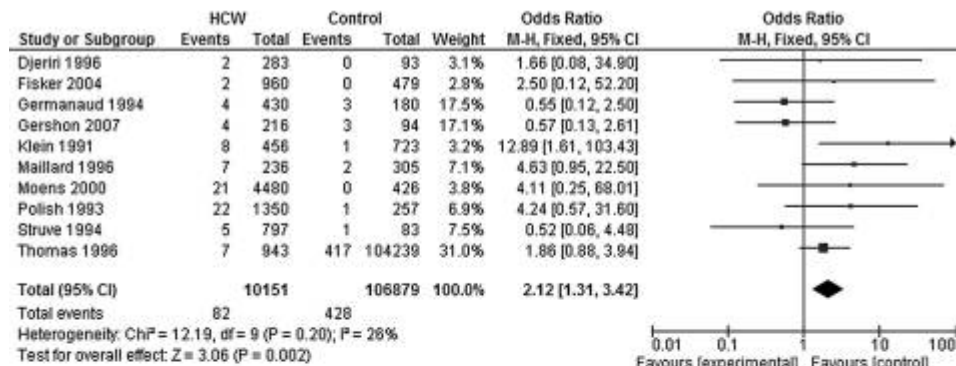 HCW Control Odds Ratio Odds Ratio
Study or Subgroup Events Total Events Total Weight M-H, Fixed, 95% CI M-H, Fixed, 95% CI
Djeriri 1996 2 283 0 93 3.1% 1.66 [0.08, 34.90]
Fisker 2004 2 960 0 479 2.8% 2.50 [0.12, 52.20]
Germanaud 1994 4 430 3 180 17.5% 0.55 [0.12, 2.50]
Gershon 2007 4 216 3 94 17.1% 0.57 [0.13, 2.61]
Klein 1991 8 456 1 723 3.2% 12.89 [1.61, 103.43]
Maillard 1996 7 236 2 305 7.1% 4.63 [0.95, 22.50]
Moens 2000 21 4480 0 426 3.8% 4.11 [0.25, 68.01]
Polish 1993 22 1350 1 257 6.9% 4.24 [0.57, 31.60]
Struve 1994 5 797 1 83 7.5% 0.52 [0.06, 4.48]
Thomas 1996 7 943 417 104239 31.0% 1.86 [0.88, 3.94]
Total (95% CI) 10151 106879 100.0% 2.12 [1.31, 3.42]
Total events 82 428
Heterogeneity: Chi² = 12.19, df = 9 (P = 0.20); I² = 26%
Test for overall effect: Z = 3.06 (P = 0.002)
0.01 0.1 1 10 100
Favours [experimental] Favours [control]